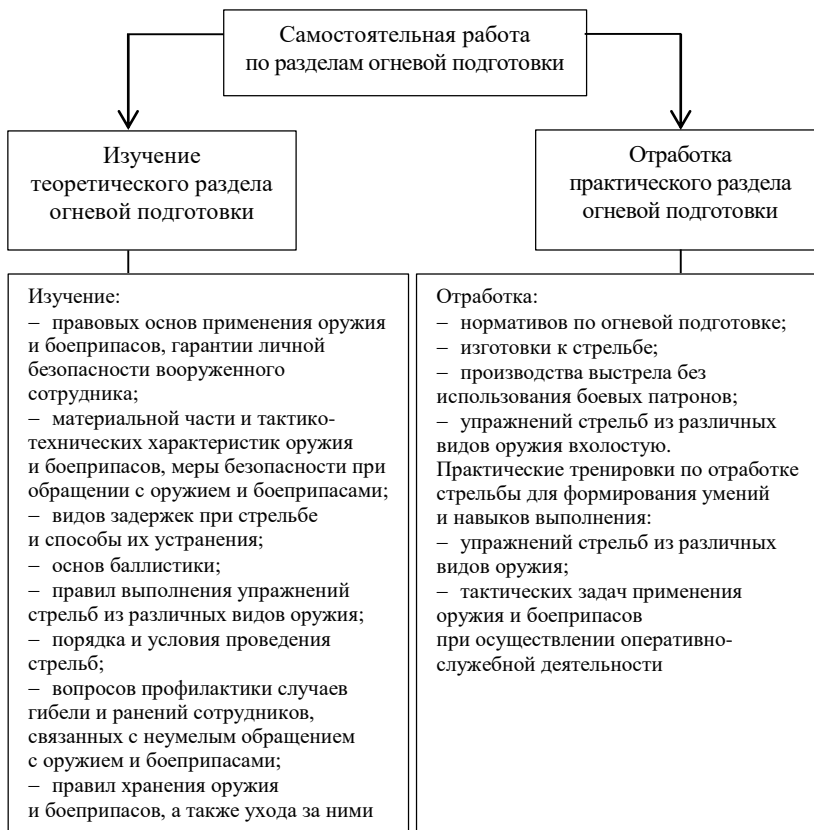 Самостоятельная работа
по разделам огневой подготовки
Изучение
теоретического раздела
огневой подготовки
Отработка
практического раздела
огневой подготовки
Изучение:
– правовых основ применения оружия
и боеприпасов, гарантии личной
безопасности вооруженного
сотрудника;
– материальной части и тактико-
технических характеристик оружия
и боеприпасов, меры безопасности при
обращении с оружием и боеприпасами;
– видов задержек при стрельбе
и способы их устранения;
– основ баллистики;
– правил выполнения упражнений
стрельб из различных видов оружия;
– порядка и условия проведения
стрельб;
– вопросов профилактики случаев
гибели и ранений сотрудников,
связанных с неумелым обращением
с оружием и боеприпасами;
– правил хранения оружия
и боеприпасов, а также ухода за ними
Отработка:
– нормативов по огневой подготовке;
– изготовки к стрельбе;
– производства выстрела без
использования боевых патронов;
– упражнений стрельб из различных
видов оружия вхолостую.
Практические тренировки по отработке
стрельбы для формирования умений
и навыков выполнения:
– упражнений стрельб из различных
видов оружия;
– тактических задач применения
оружия и боеприпасов
при осуществлении оперативно-
служебной деятельности